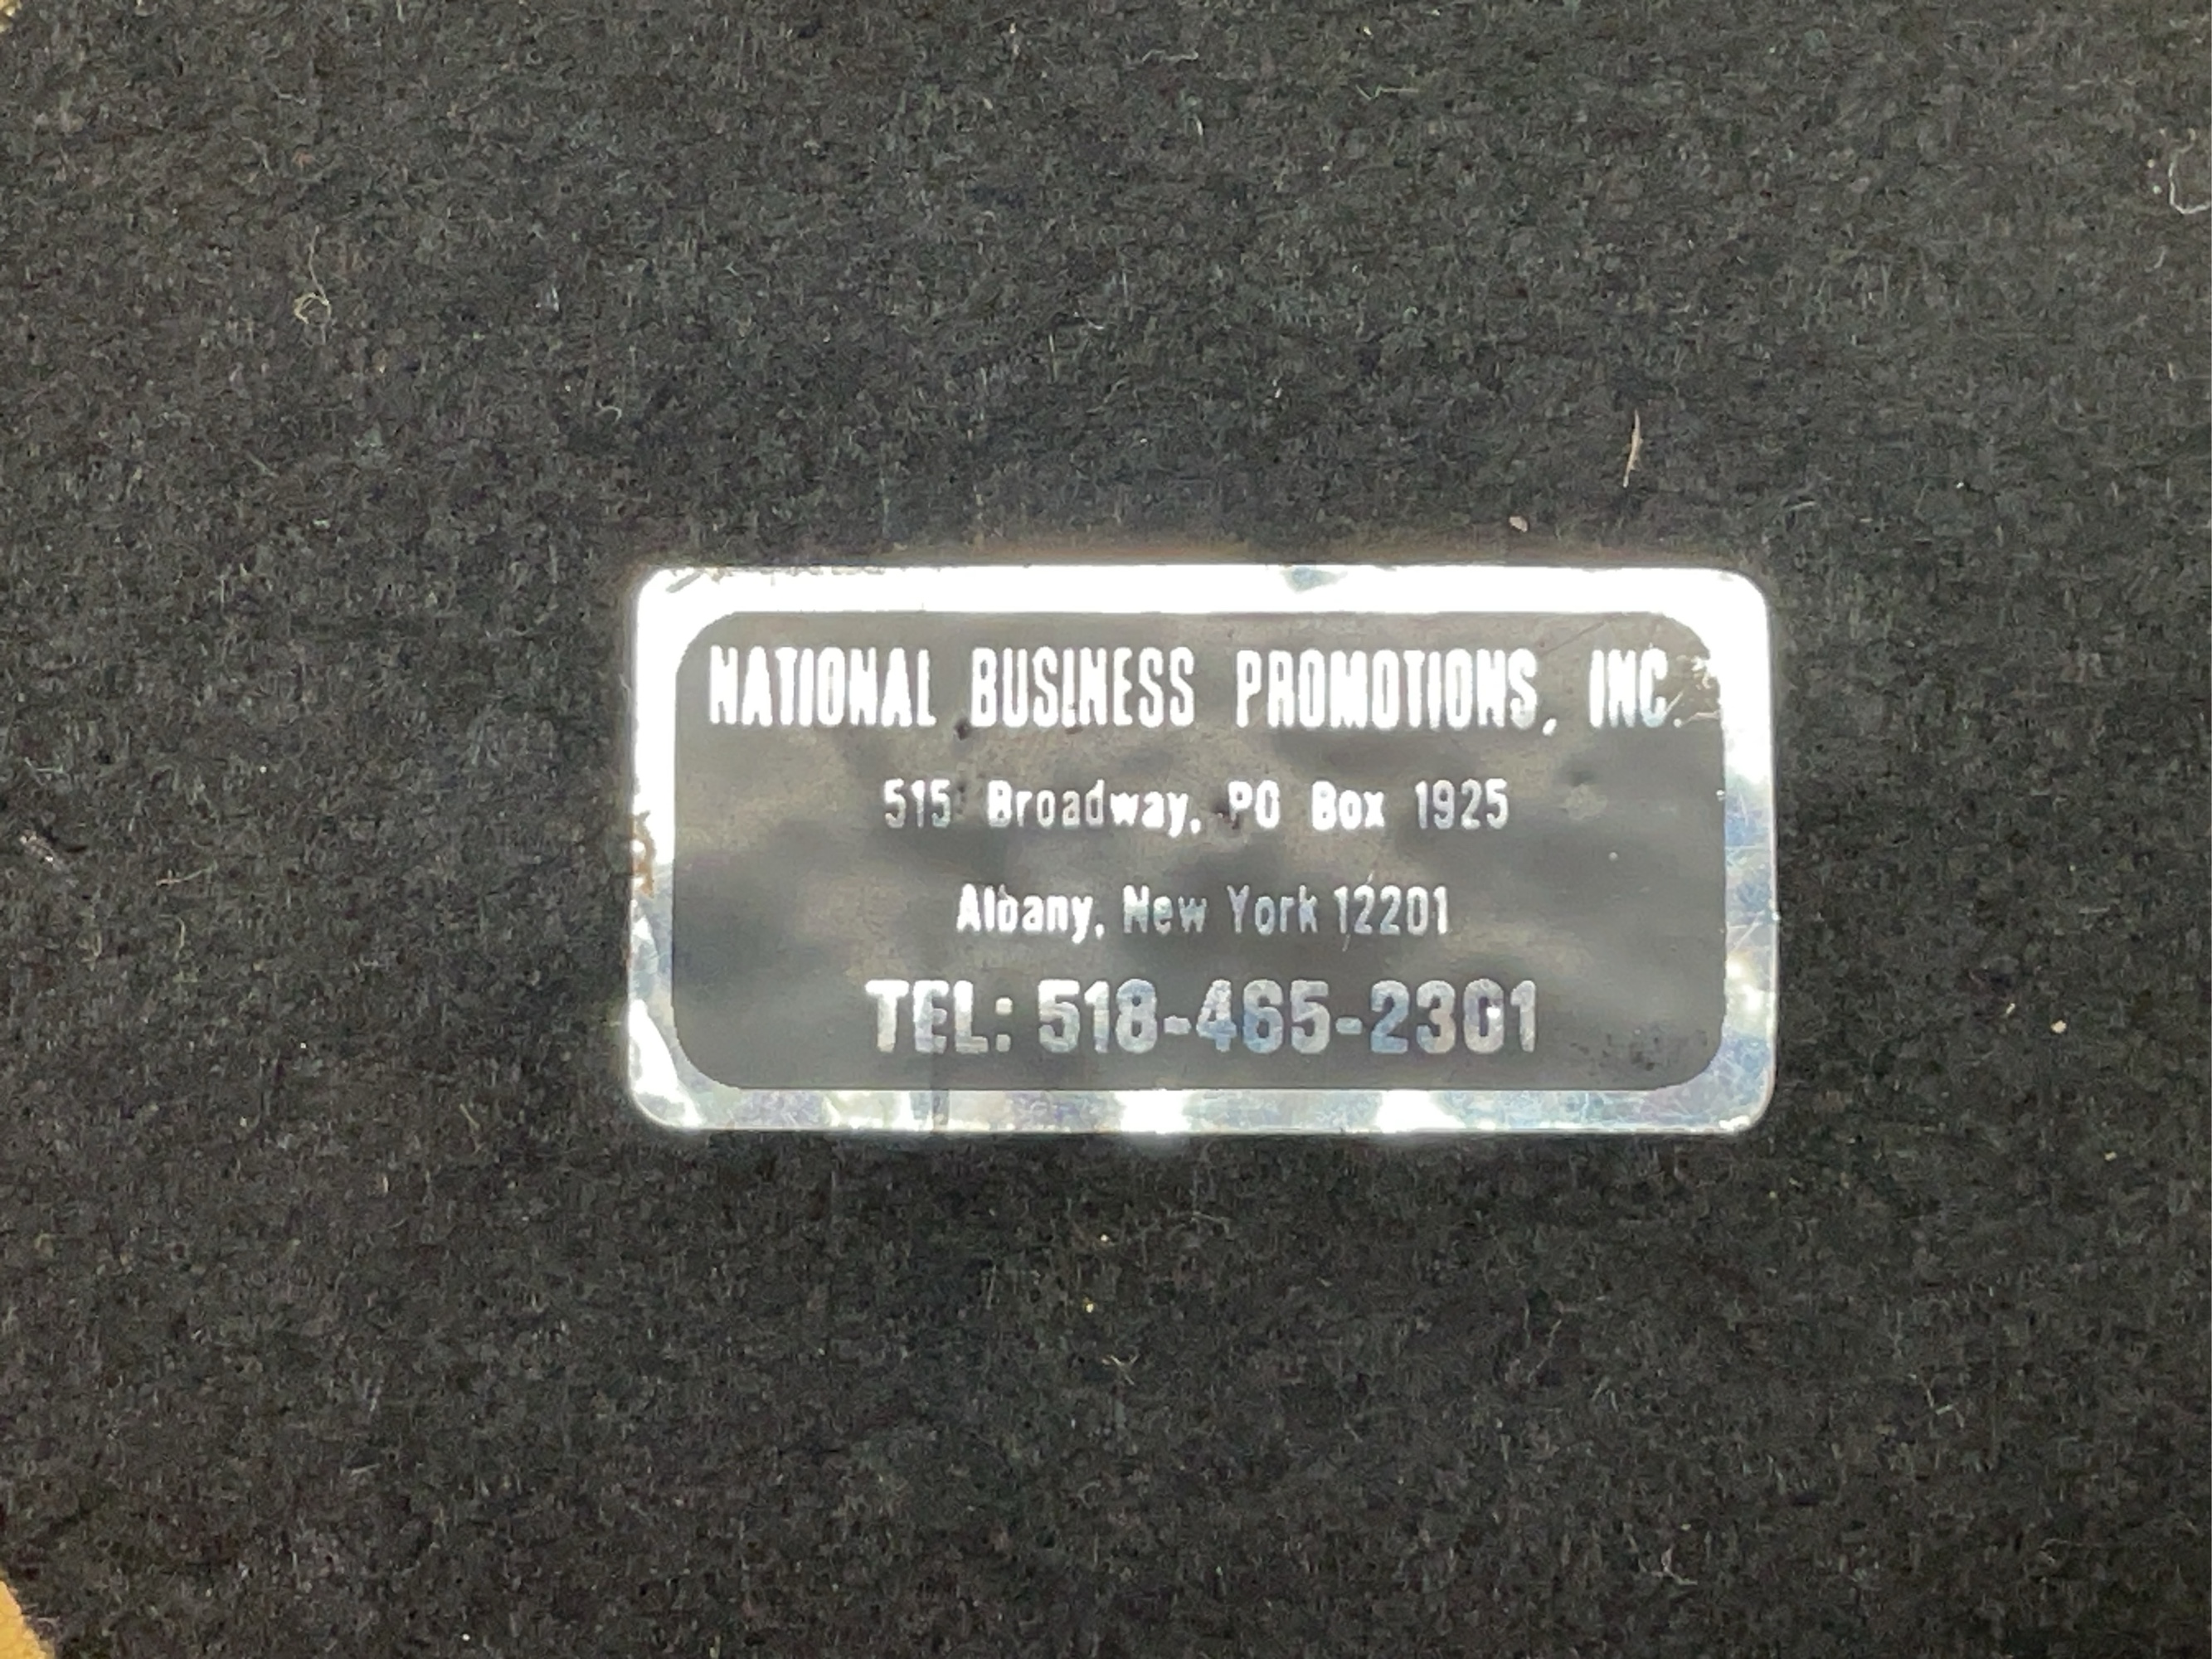 NATIONAL BUSINESS PROMOTIONS, INC.
515 Broadway, PO Box 1925
Albany, New York 12201
TEL: 518-465-2301